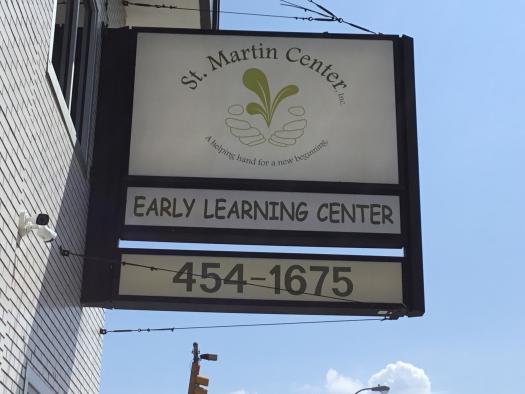 St. Martin Center, Inc.
A helping hand for a new beginning.
EARLY LEARNING CENTER
454-1675